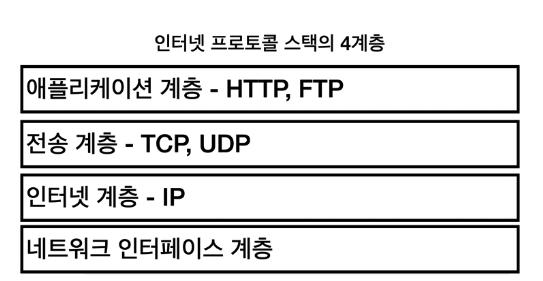 인터넷 프로토콜 스택의 4계층
애플리케이션 계층 - HTTP, FTP
전송 계층 - TCP, UDP
인터넷 계층 - IP
네트워크 인터페이스 계층